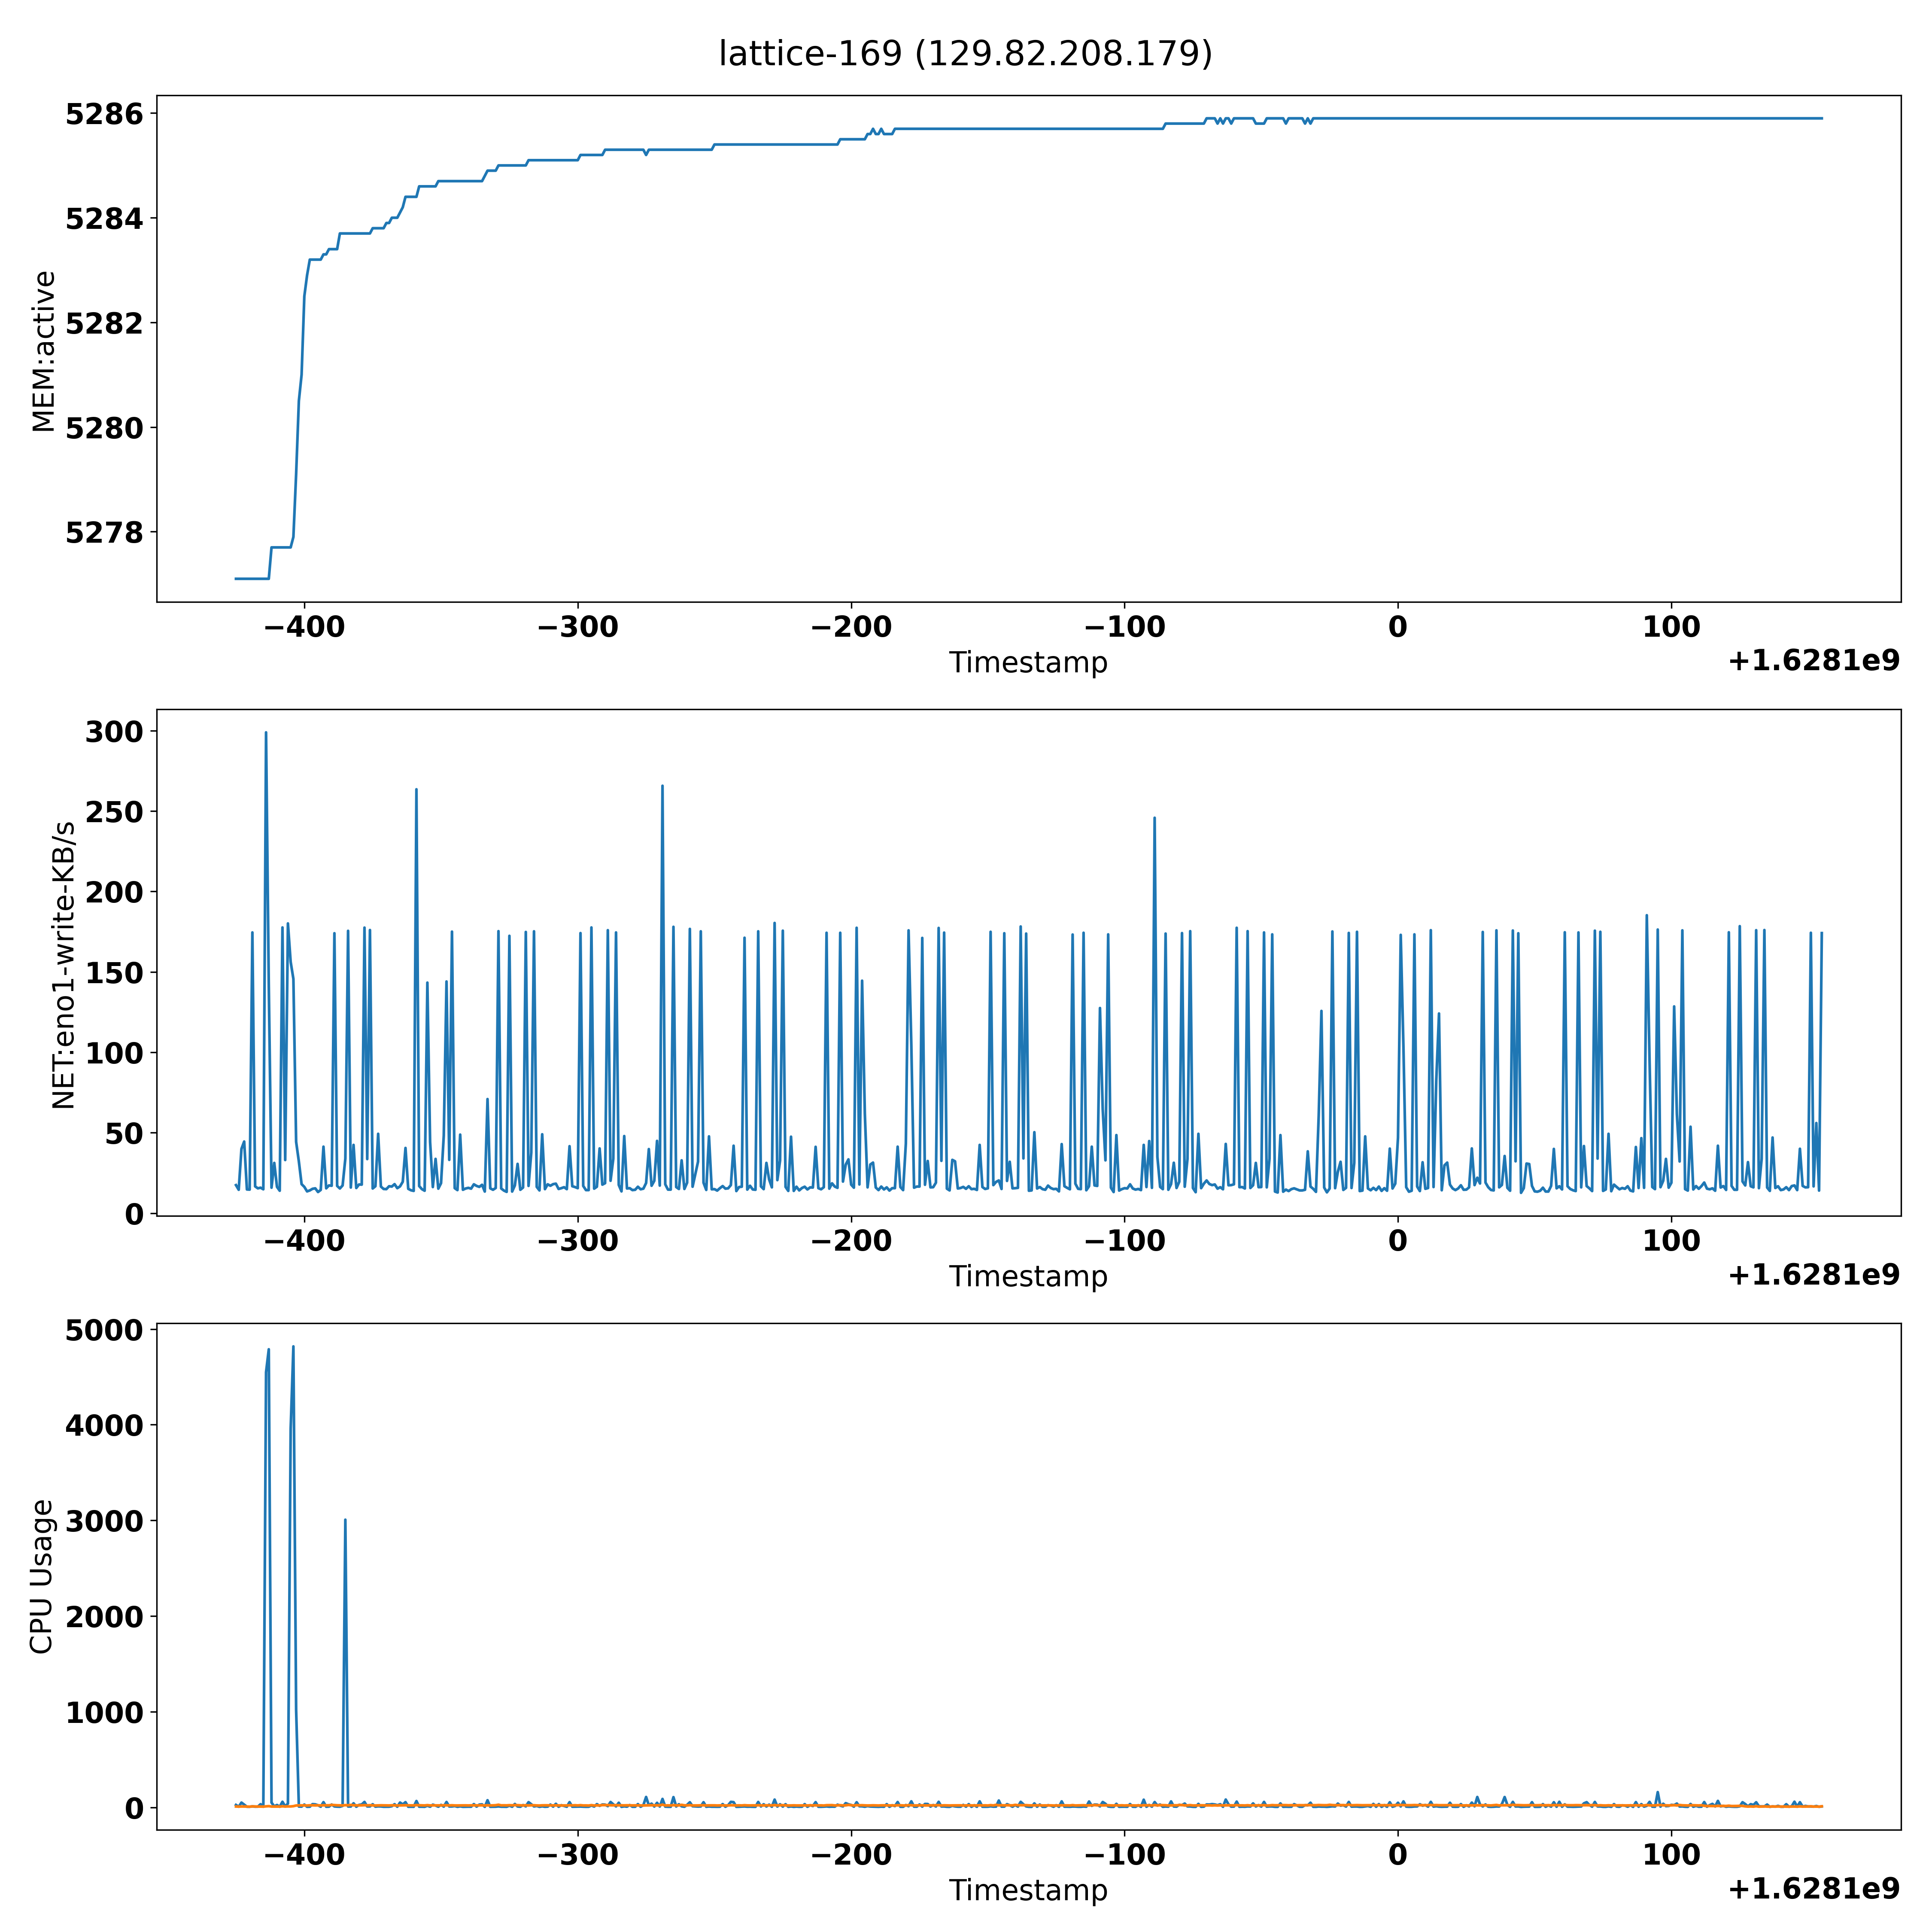 lattice-169 (129.82.208.179)
MEM:active
5286
5284
5282
5280
5278
−400 −300 −200 −100 0 100
Timestamp
+1.6281e9
NET:eno1-write-KB/s
300
250
200
150
100
50
0
−400 −300 −200 −100 0 100
Timestamp
+1.6281e9
CPU Usage
5000
4000
3000
2000
1000
0
−400 −300 −200 −100 0 100
Timestamp
+1.6281e9